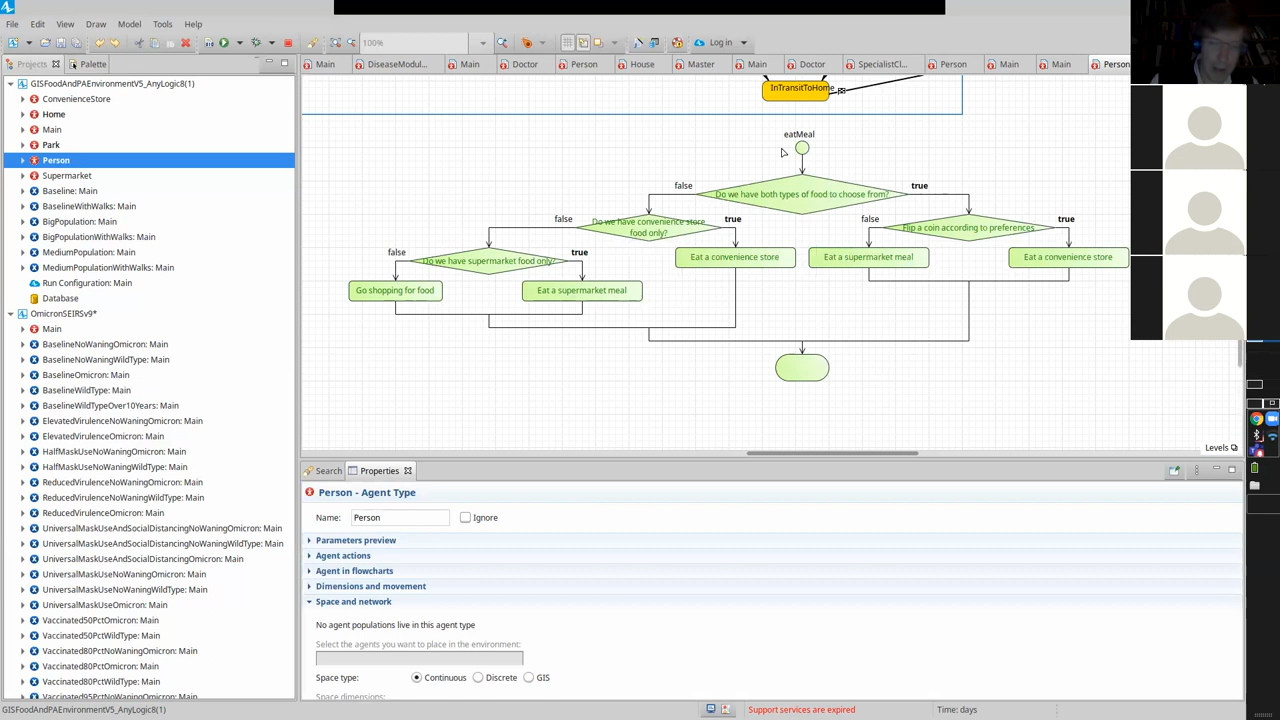 File Edit View Draw Model Tools Help
100%
Log in
Projects Palette
Main DiseaseModul... Main Doctor Person House Master Main Doctor SpecialistCl... Person Main Main Person
GISFoodAndPAEnvironmentV5_AnyLogic8(1)
ConvenienceStore
Home
Main
Park
Person
Supermarket
Baseline: Main
BaselineWithWalks: Main
BigPopulation: Main
BigPopulationWithWalks: Main
MediumPopulation: Main
MediumPopulationWithWalks: Main
Run Configuration: Main
Database
OmicronSEIRSv9*
Main
BaselineNoWaningOmicron: Main
BaselineNoWaningWildType: Main
BaselineOmicron: Main
BaselineWildType: Main
BaselineWildTypeOver10Years: Main
ElevatedVirulenceNoWaningOmicron: Main
ElevatedVirulenceOmicron: Main
HalfMaskUseNoWaningOmicron: Main
HalfMaskUseNoWaningWildType: Main
ReducedVirulenceNoWaningOmicron: Main
ReducedVirulenceNoWaningWildType: Main
ReducedVirulenceOmicron: Main
UniversalMaskUseAndSocialDistancingNoWaningOmicron: Main
UniversalMaskUseAndSocialDistancingNoWaningWildType: Main
UniversalMaskUseAndSocialDistancingOmicron: Main
UniversalMaskUseNoWaningOmicron: Main
UniversalMaskUseNoWaningWildType: Main
UniversalMaskUseOmicron: Main
Vaccinated50PctOmicron: Main
Vaccinated50PctWildType: Main
Vaccinated80PctNoWaningOmicron: Main
Vaccinated80PctOmicron: Main
Vaccinated80PctWildType: Main
Vaccinated95PctNoWaningOmicron: Main
InTransitToHome
eatMeal
false Do we have both types of food to choose from? true
false Do we have convenience store food only? true
false Flip a coin according to preferences true
false Do we have supermarket food only? true
Eat a convenience store
Eat a supermarket meal
Eat a convenience store
Go shopping for food
Eat a supermarket meal
Levels
Search Properties
Person - Agent Type
Name: Person Ignore
Parameters preview
Agent actions
Agent in flowcharts
Dimensions and movement
Space and network
No agent populations live in this agent type
Select the agents you want to place in the environment:
Space type: Continuous Discrete GIS
Space dimensions:
GISFoodAndPAEnvironmentV5_AnyLogic8(1)
Support services are expired
Time: days